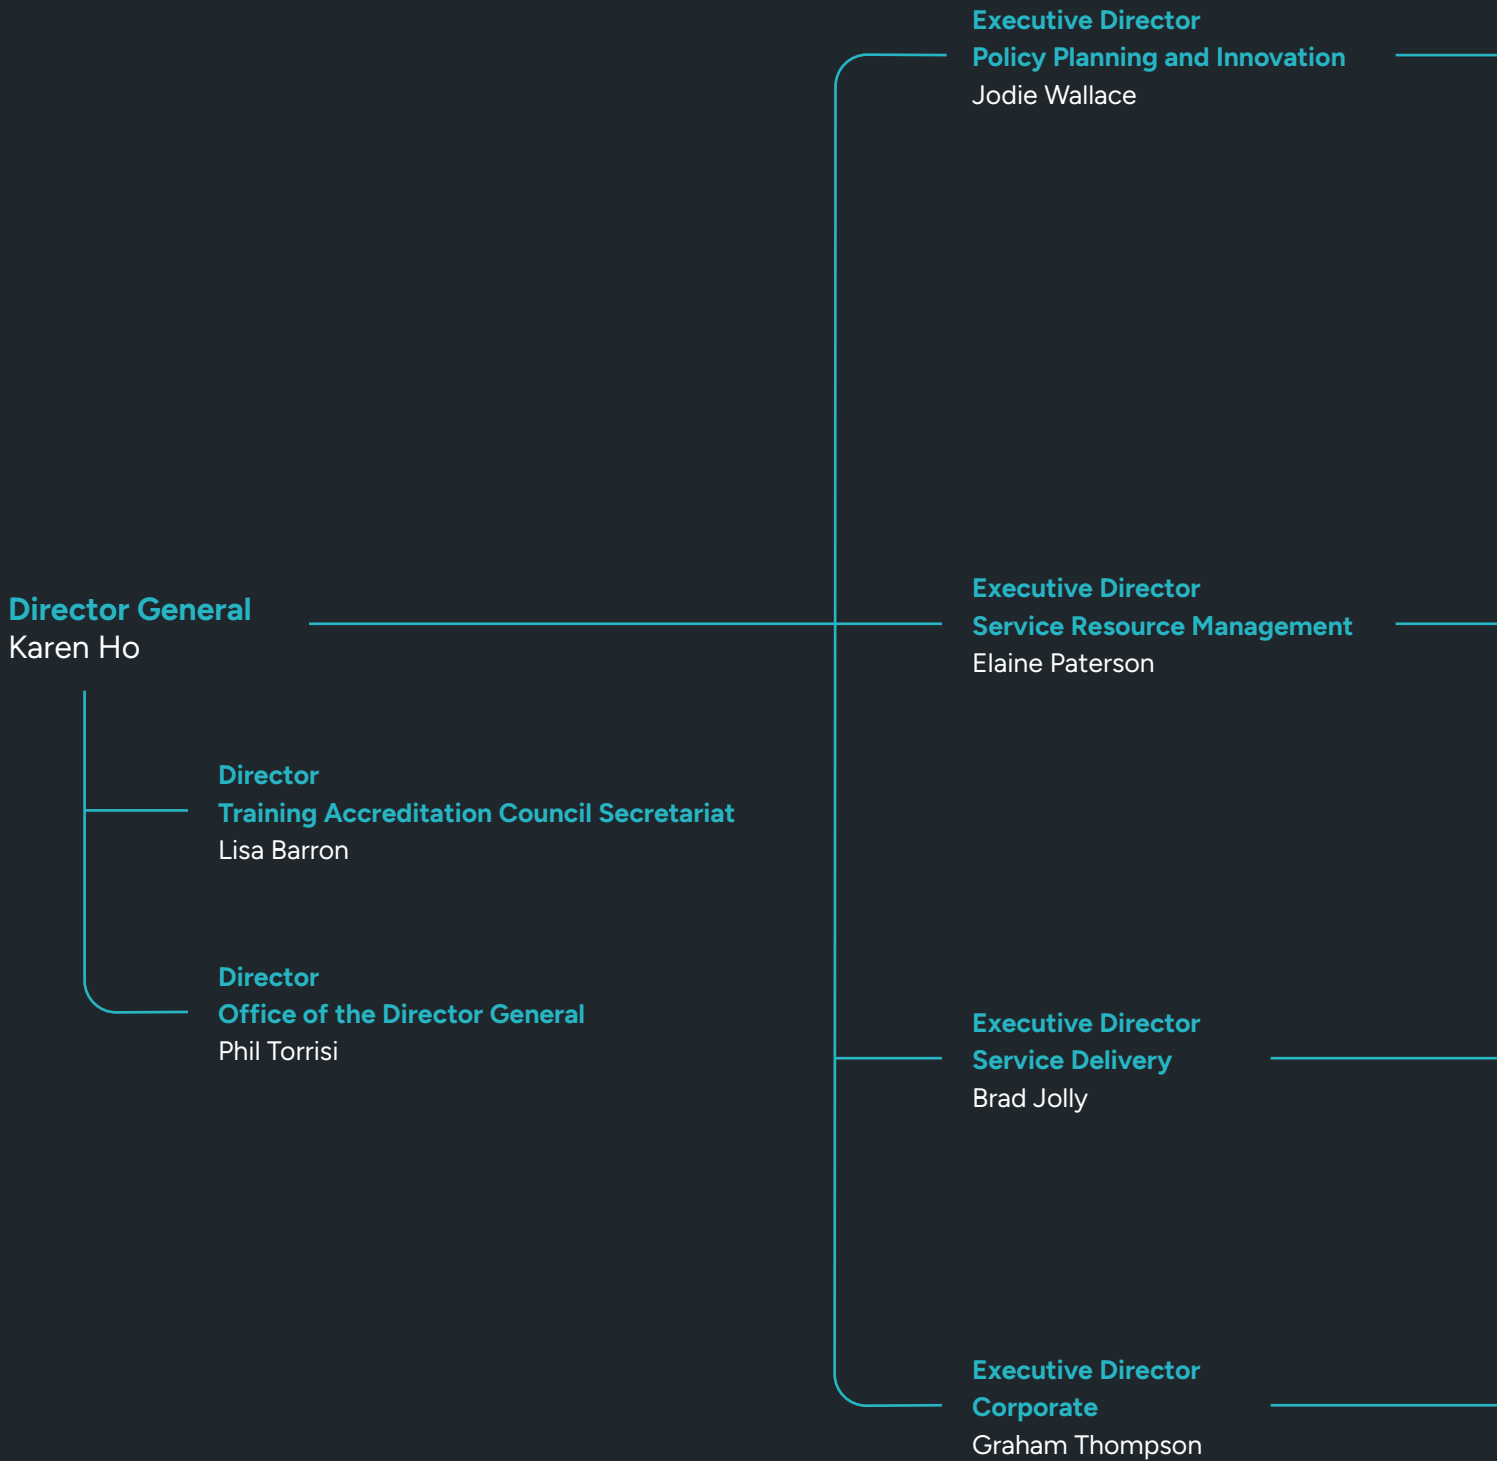 Director General
Karen Ho
Director
Training Accreditation Council Secretariat
Lisa Barron
Director
Office of the Director General
Phil Torrisi
Executive Director
Policy Planning and Innovation
Jodie Wallace
Executive Director
Service Resource Management
Elaine Paterson
Executive Director
Service Delivery
Brad Jolly
Executive Director
Corporate
Graham Thompson